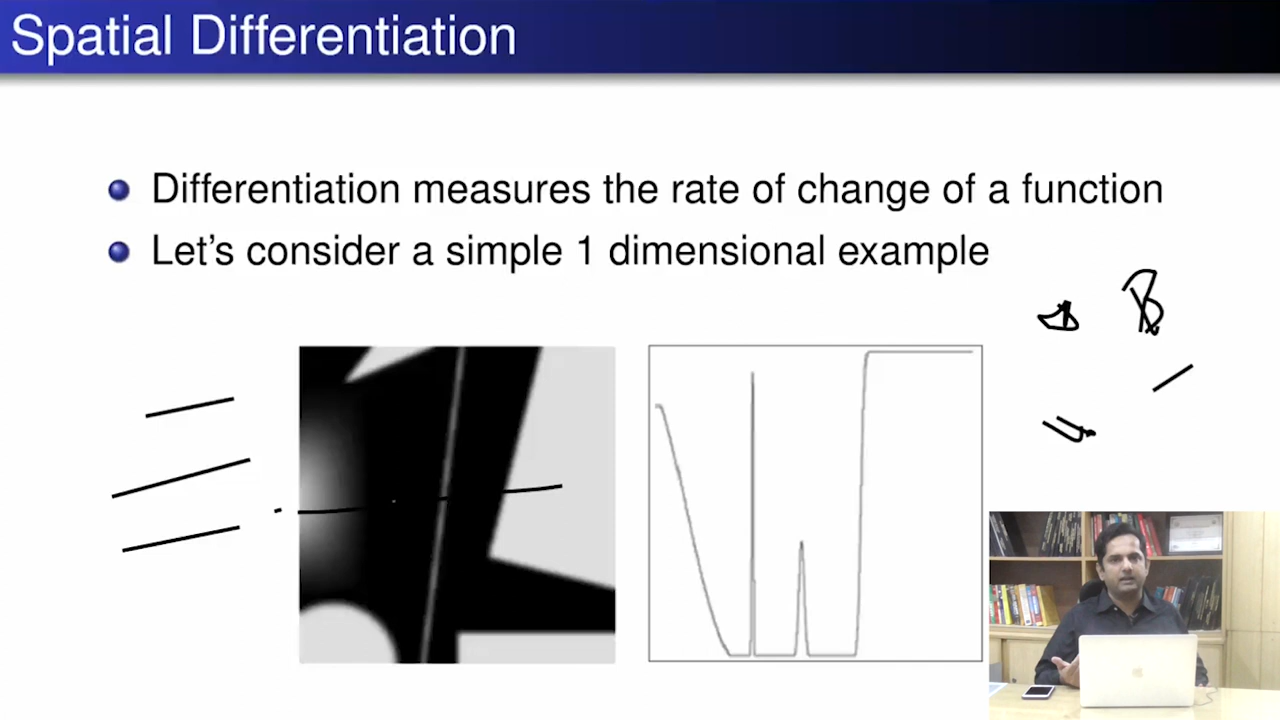 Spatial Differentiation
Differentiation measures the rate of change of a function
Let's consider a simple 1 dimensional example
B